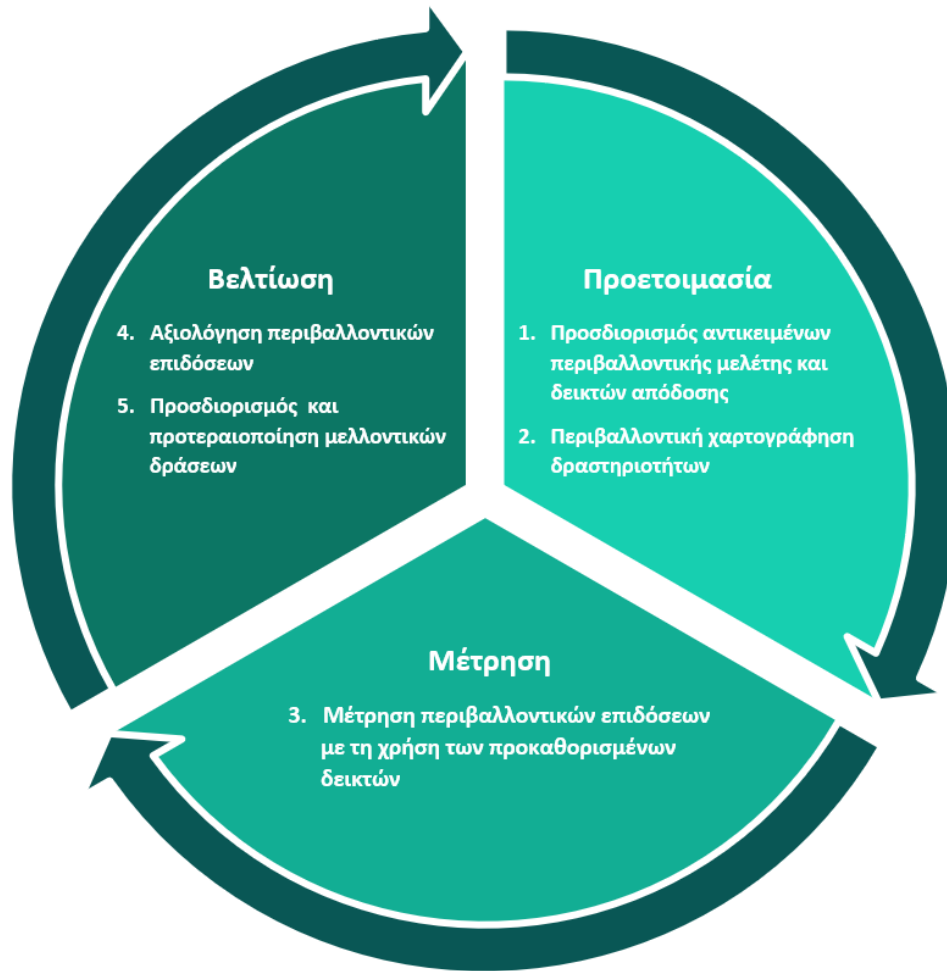 Προετοιμασία
1. Προσδιορισμός αντικειμένων
περιβαλλοντικής μελέτης και
δεικτών απόδοσης
2. Περιβαλλοντική χαρτογράφηση
δραστηριοτήτων
Μέτρηση
3. Μέτρηση περιβαλλοντικών επιδόσεων
με τη χρήση των προκαθορισμένων
δεικτών
Βελτίωση
4. Αξιολόγηση περιβαλλοντικών
επιδόσεων
5. Προσδιορισμός και
προτεραιοποίηση μελλοντικών
δράσεων